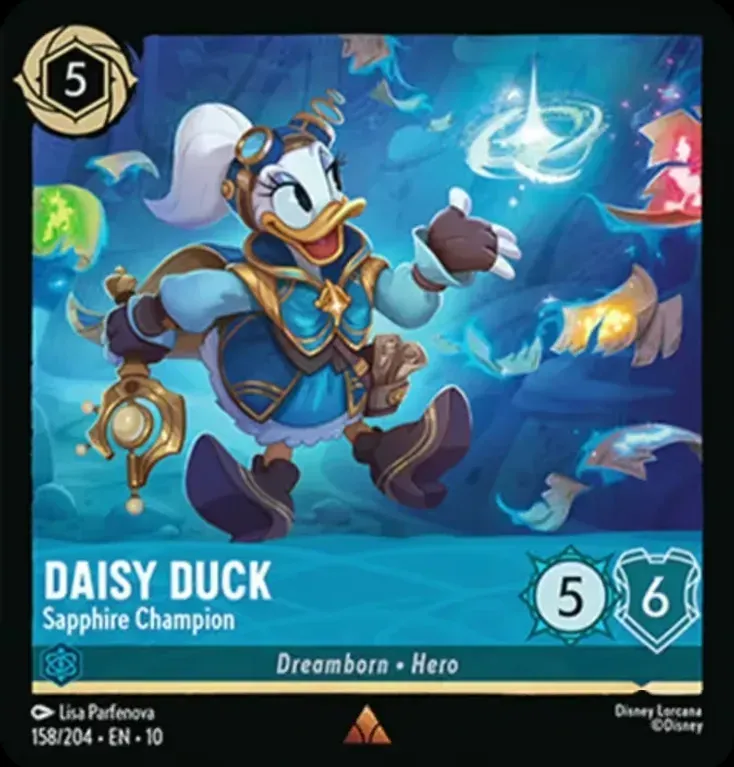 5
DAISY DUCK
Sapphire Champion
5
6
Dreamborn • Hero
Lisa Parfenova
Disney Lorcana
158/204 • EN • 10
©Disney